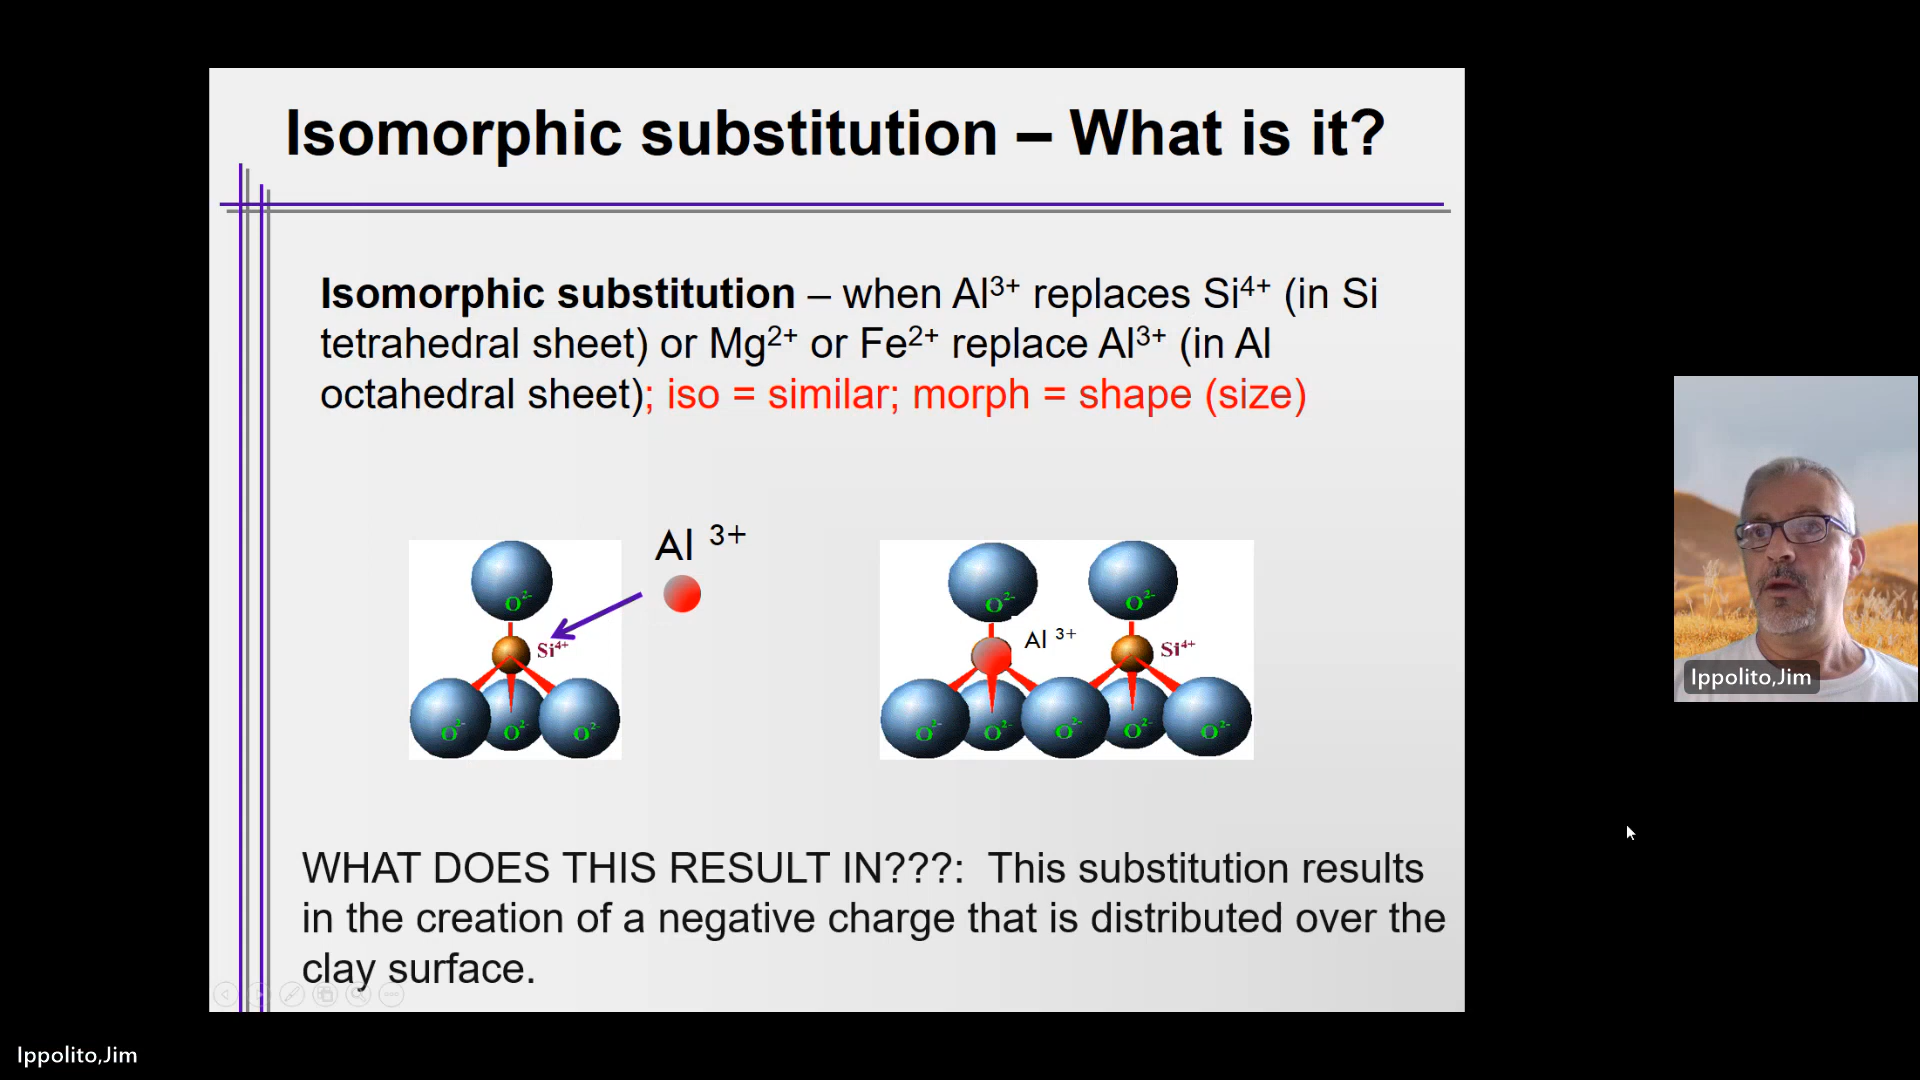 Isomorphic substitution – What is it?
Isomorphic substitution – when Al³⁺ replaces Si⁴⁺ (in Si
tetrahedral sheet) or Mg²⁺ or Fe²⁺ replace Al³⁺ (in Al
octahedral sheet); iso = similar; morph = shape (size)
Al ³⁺
O²⁻
Si⁴⁺
O²⁻ O²⁻ O²⁻
O²⁻ O²⁻
Al ³⁺ Si⁴⁺
O²⁻ O²⁻ O²⁻ O²⁻ O²⁻
WHAT DOES THIS RESULT IN???: This substitution results
in the creation of a negative charge that is distributed over the
clay surface.
Ippolito,Jim
Ippolito,Jim